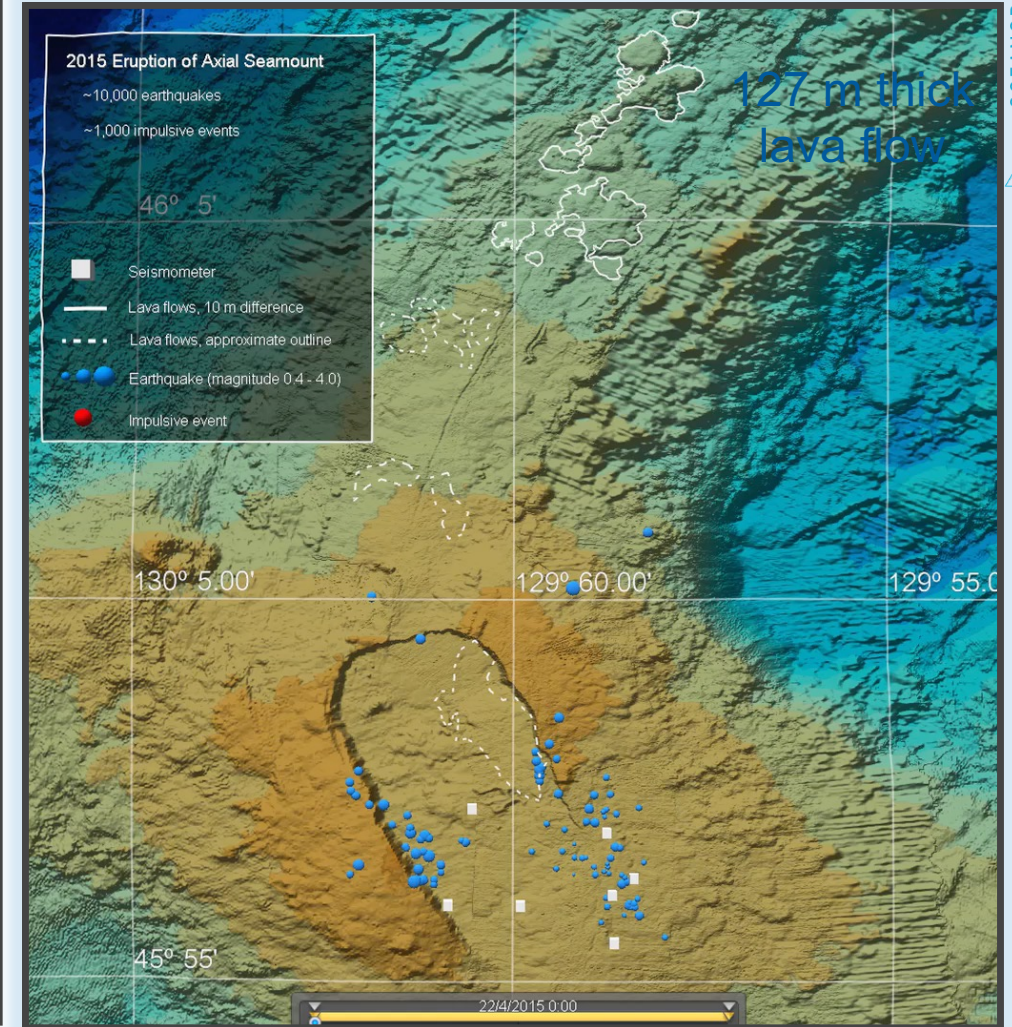 2015 Eruption of Axial Seamount
~10,000 earthquakes
~1,000 impulsive events
46º 5'
Seismometer
Lava flows, 10 m difference
Lava flows, approximate outline
Earthquake (magnitude 0.4 - 4.0)
Impulsive event
127 m thick
lava flow
130º 5.00'
129º 60.00'
129º 55.0
45º 55'
22/4/2015 0:00